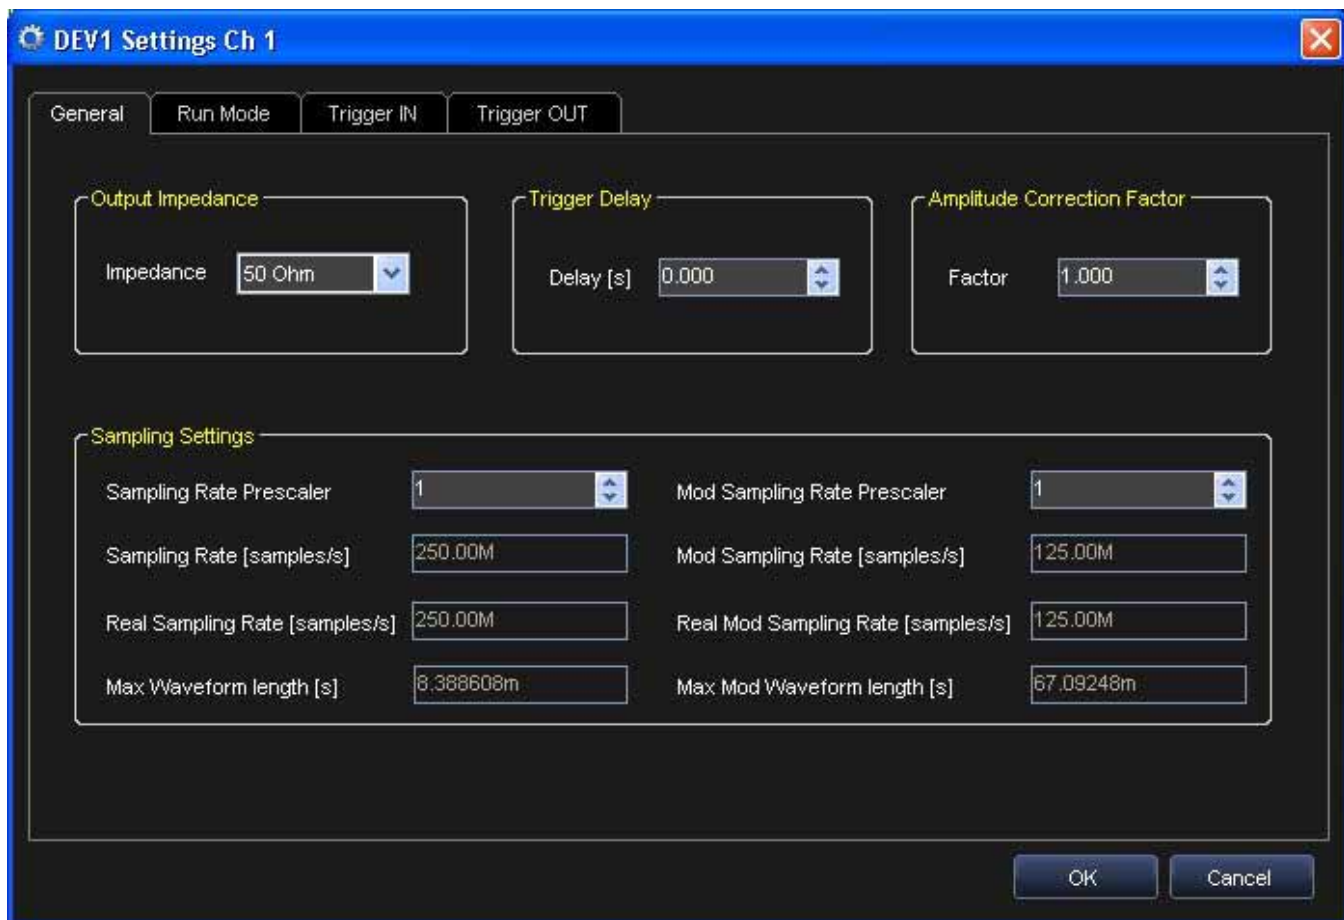 DEV1 Settings Ch 1
General
Run Mode
Trigger IN
Trigger OUT
Output Impedance
Impedance
50 Ohm
Trigger Delay
Delay [s]
0.000
Amplitude Correction Factor
Factor
1.000
Sampling Settings
Sampling Rate Prescaler
1
Mod Sampling Rate Prescaler
1
Sampling Rate [samples/s]
250.00M
Mod Sampling Rate [samples/s]
125.00M
Real Sampling Rate [samples/s]
250.00M
Real Mod Sampling Rate [samples/s]
125.00M
Max Waveform length [s]
8.388608m
Max Mod Waveform length [s]
67.09248m
OK
Cancel